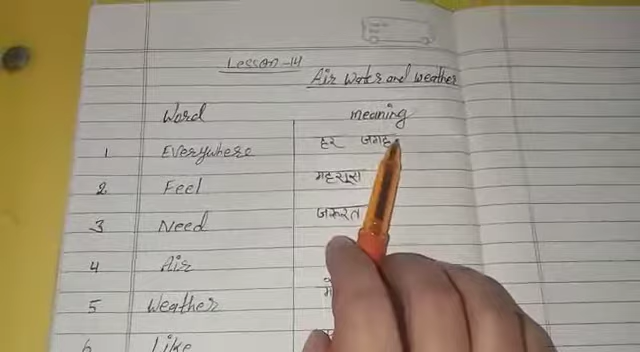 Lesson-14
Air water and weather
Word meaning
1 Everywhere हर जगह
2 Feel महसूस
3 Need जरूरत
4 Air
5 Weather
6 Like